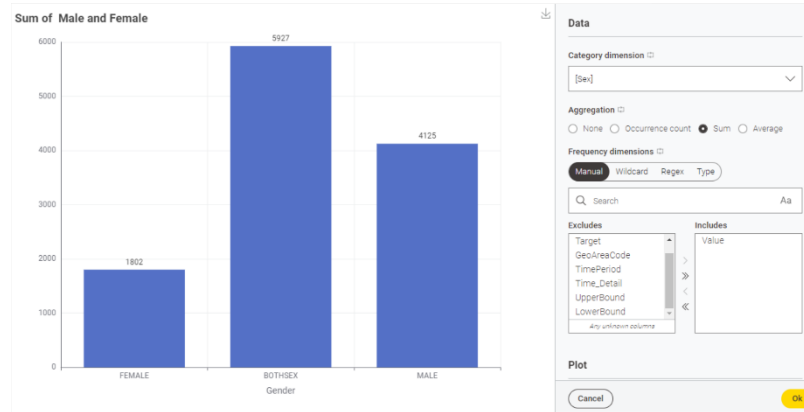 Sum of Male and Female
6000
5000
4000
3000
2000
1000
0
1802
5927
4125
FEMALE
BOTHSEX
MALE
Gender
Data
Category dimension
[Sex]
Aggregation
None Occurrence count Sum Average
Frequency dimensions
Manual Wildcard Regex Type
Search Aa
Excludes Includes
Target Value
GeoAreaCode
TimePeriod
Time_Detail
UpperBound
LowerBound
Any unknown columns
Plot
Cancel Ok